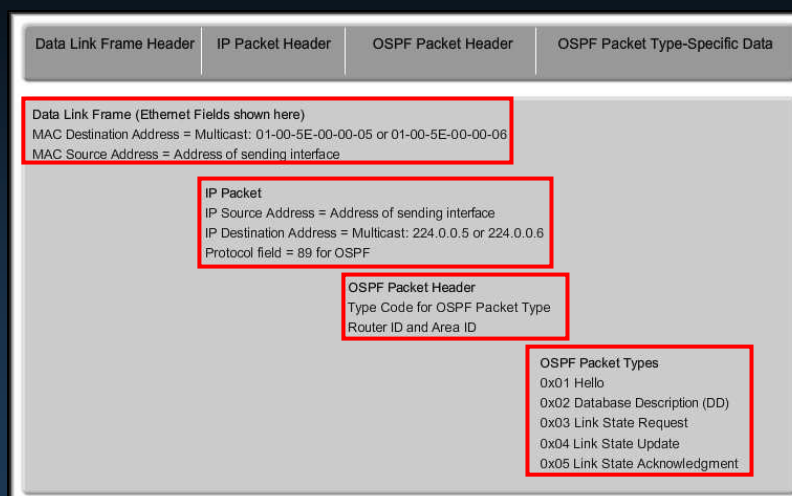 Data Link Frame Header IP Packet Header OSPF Packet Header OSPF Packet Type-Specific Data
Data Link Frame (Ethernet Fields shown here)
MAC Destination Address = Multicast: 01-00-5E-00-00-05 or 01-00-5E-00-00-06
MAC Source Address = Address of sending interface
IP Packet
IP Source Address = Address of sending interface
IP Destination Address = Multicast: 224.0.0.5 or 224.0.0.6
Protocol field = 89 for OSPF
OSPF Packet Header
Type Code for OSPF Packet Type
Router ID and Area ID
OSPF Packet Types
0x01 Hello
0x02 Database Description (DD)
0x03 Link State Request
0x04 Link State Update
0x05 Link State Acknowledgment